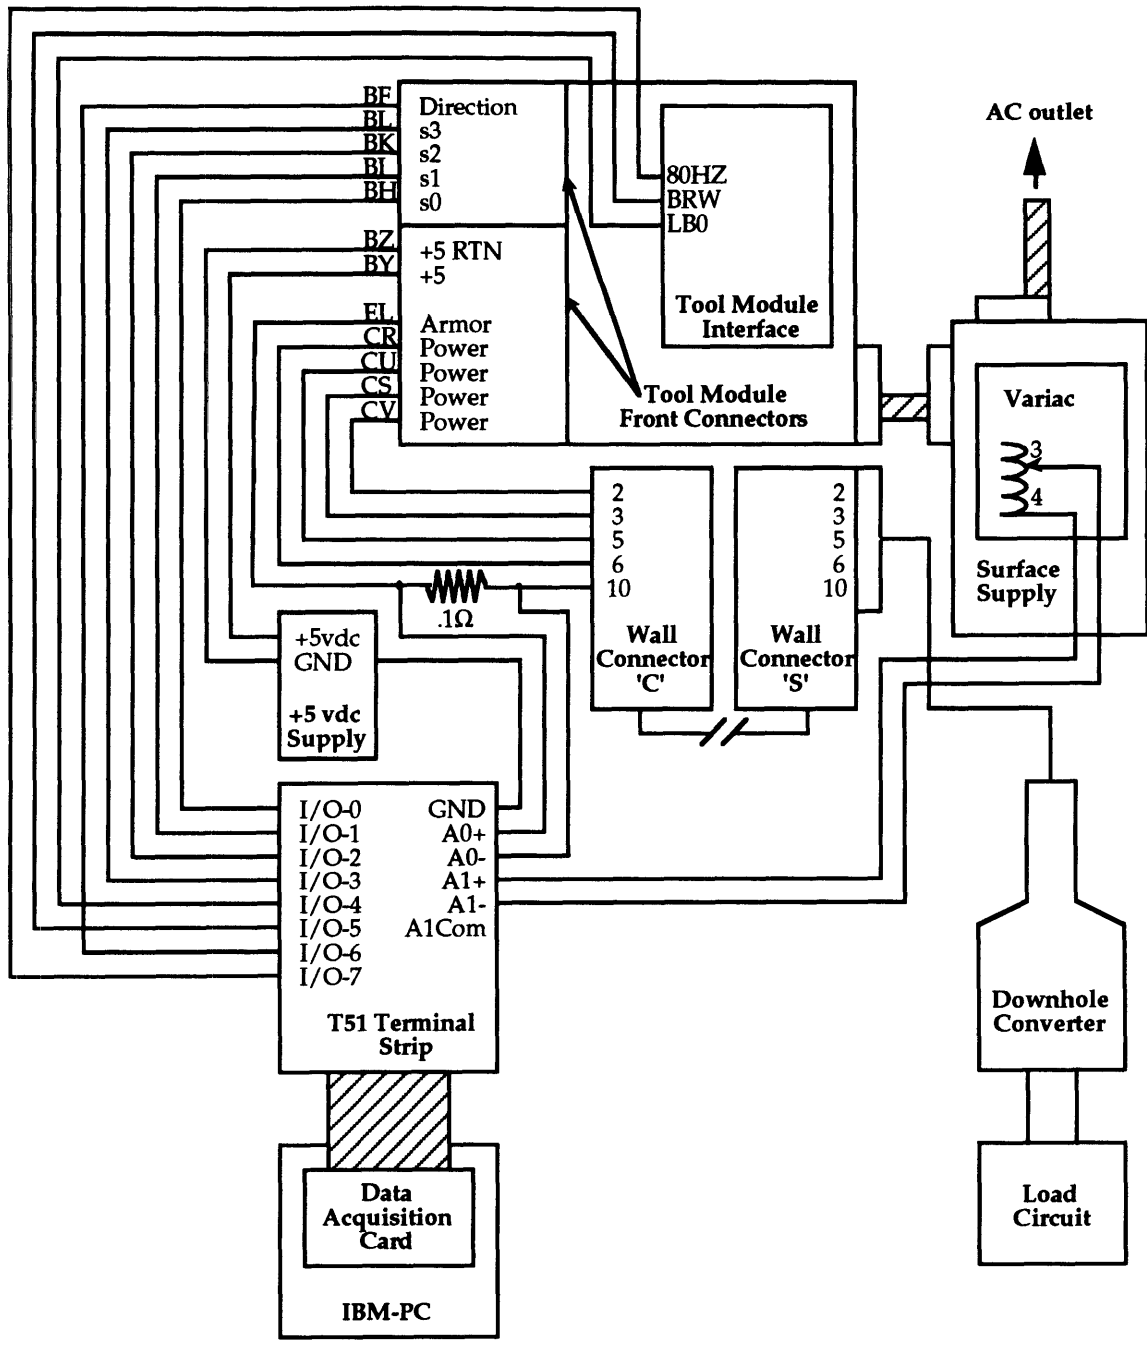 BF
BL
BK
BL
BH
BZ
BY
EL
CR
CU
CS
CV
Direction
s3
s2
s1
s0
+5 RTN
+5
Armor
Power
Power
Power
Power
80HZ
BRW
LB0
Tool Module
Interface
Tool Module
Front Connectors
AC outlet
Variac
3
4
Surface
Supply
2
3
5
6
10
Wall
Connector
'C'
2
3
5
6
10
Wall
Connector
'S'
.1Ω
+5vdc
GND
+5 vdc
Supply
I/O-0
I/O-1
I/O-2
I/O-3
I/O-4
I/O-5
I/O-6
I/O-7
GND
A0+
A0-
A1+
A1-
A1Com
T51 Terminal
Strip
Data
Acquisition
Card
IBM-PC
Downhole
Converter
Load
Circuit